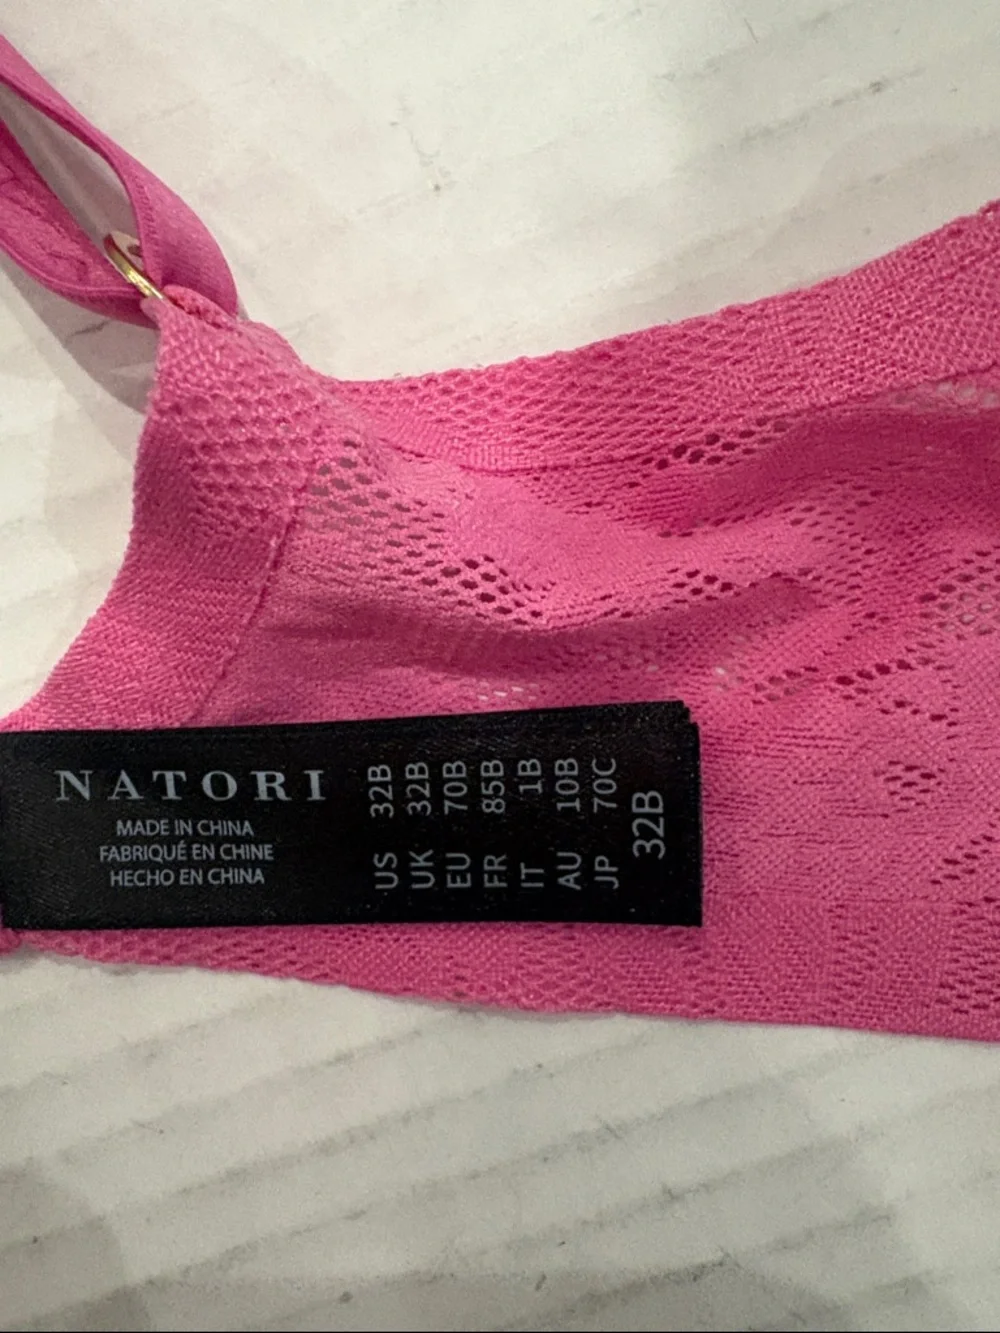 NATORI
MADE IN CHINA
FABRIQUÉ EN CHINE
HECHO EN CHINA
US 32B
UK 32B
EU 70B
FR 85B
IT 1B
AU 10B
JP 70C
32B